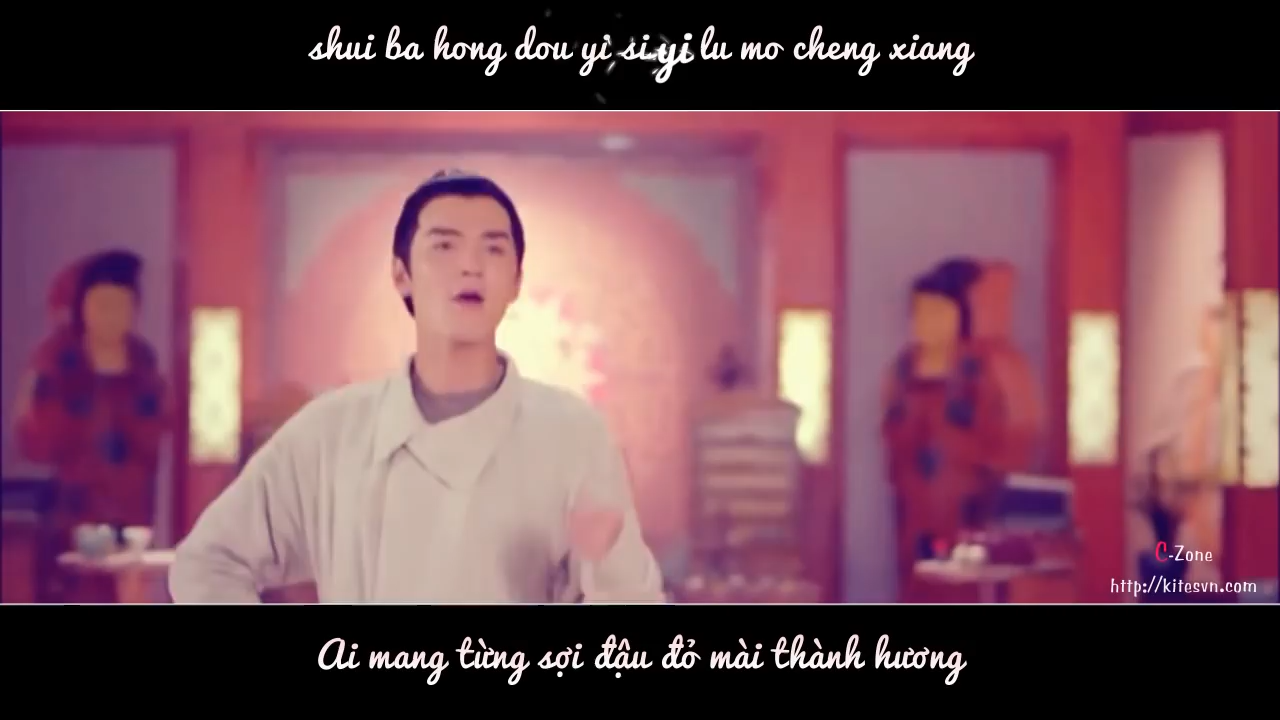 shui ba hong dou yi si yi lu mo cheng xiang
C-Zone
http://kitesvn.com
Ai mang từng sợi đậu đỏ mài thành hương